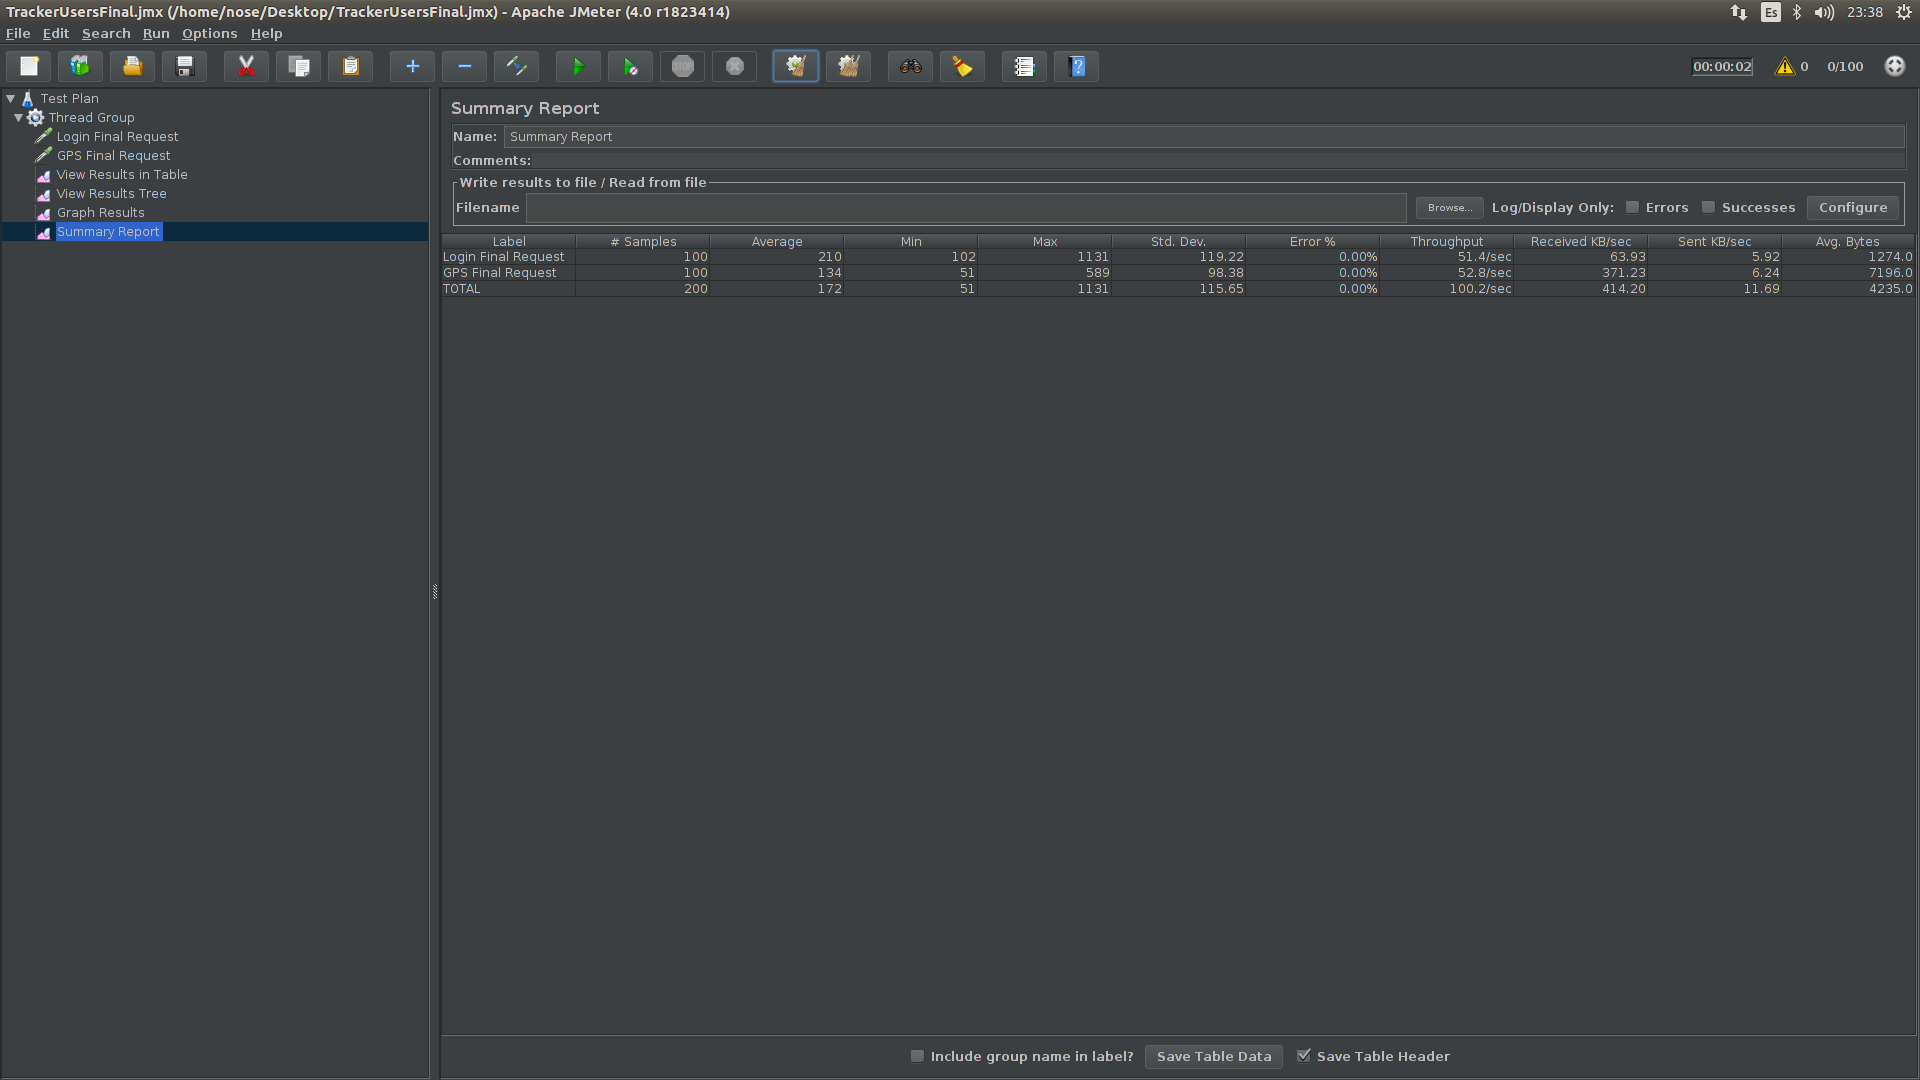 TrackerUsersFinal.jmx (/home/nose/Desktop/TrackerUsersFinal.jmx) - Apache JMeter (4.0 r1823414)
Es
23:38
File Edit Search Run Options Help
STOP
00:00:02
0
0/100
Test Plan
Thread Group
Login Final Request
GPS Final Request
View Results in Table
View Results Tree
Graph Results
Summary Report
Summary Report
Name: Summary Report
Comments:
Write results to file / Read from file
Filename Browse... Log/Display Only: Errors Successes Configure
Label # Samples Average Min Max Std. Dev. Error % Throughput Received KB/sec Sent KB/sec Avg. Bytes
Login Final Request 100 210 102 1131 119.22 0.00% 51.4/sec 63.93 5.92 1274.0
GPS Final Request 100 134 51 589 98.38 0.00% 52.8/sec 371.23 6.24 7196.0
TOTAL 200 172 51 1131 115.65 0.00% 100.2/sec 414.20 11.69 4235.0
Include group name in label? Save Table Data Save Table Header